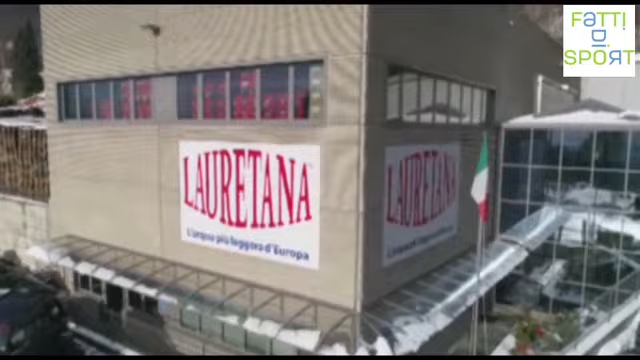 FATTI
DI
SPORT
LAURETANA
L'acqua più leggera d'Europa
LAURETANA